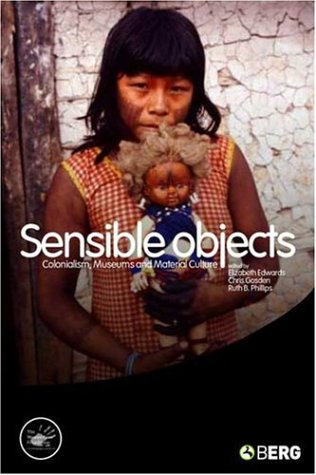 Sensible objects
Colonialism, Museums and Material Culture
edited by
Elizabeth Edwards
Chris Gosden
Ruth B. Phillips
BERG